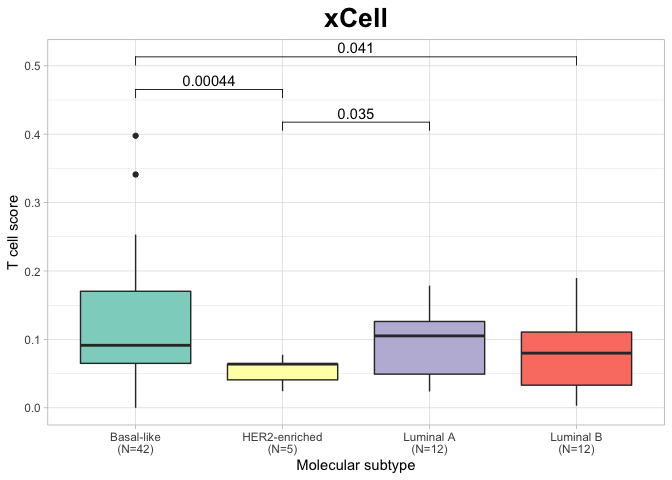 xCell
0.041
0.5
0.00044
0.035
0.4
0.3
0.2
0.1
0.0
T cell score
Basal-like
(N=42)
HER2-enriched
(N=5)
Luminal A
(N=12)
Luminal B
(N=12)
Molecular subtype